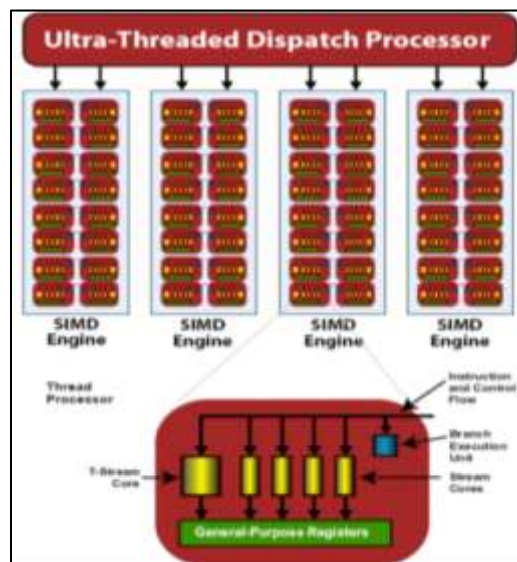 Ultra-Threaded Dispatch Processor
SIMD
Engine
SIMD
Engine
SIMD
Engine
SIMD
Engine
Thread
Processor
Instruction
and Control
Flow
Branch
Execution
Unit
T-Stream
Core
Stream
Cores
General-Purpose Registers